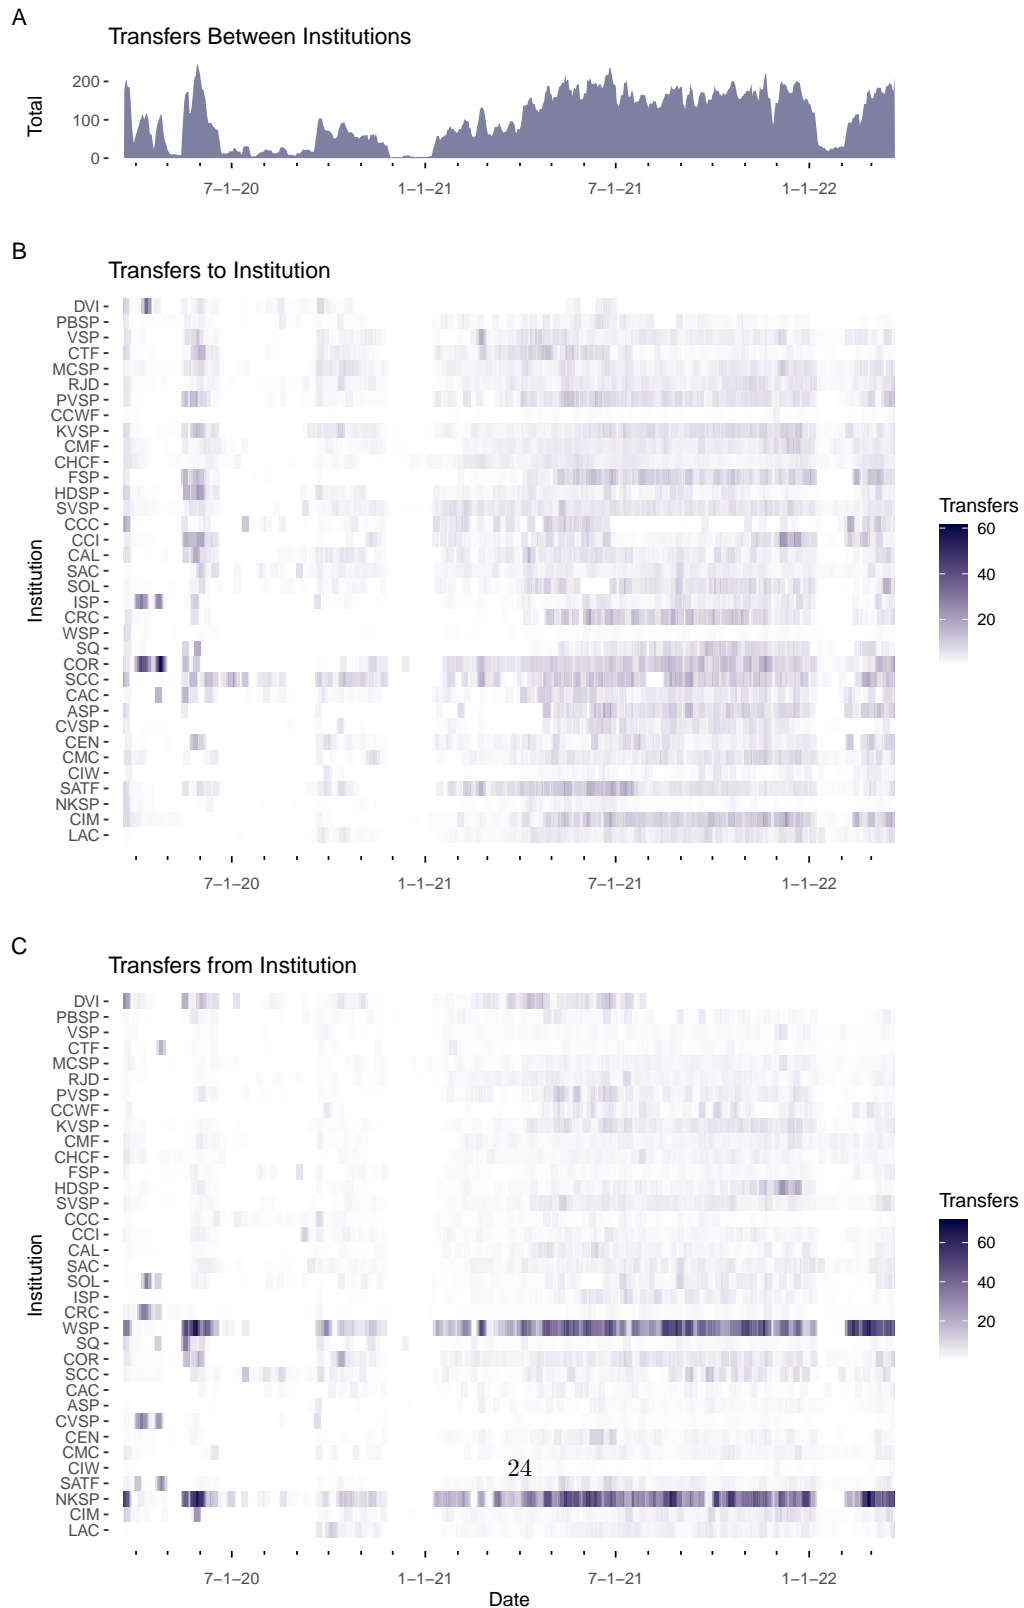 A
Transfers Between Institutions
Total
200
100
0
7−1−20 1−1−21 7−1−21 1−1−22
B
Transfers to Institution
Institution
DVI
PBSP
VSP
CTF
MCSP
RJD
PVSP
CCWF
KVSP
CMF
CHCF
FSP
HDSP
SVSP
CCC
CCI
CAL
SAC
SOL
ISP
CRC
WSP
SQ
COR
SCC
CAC
ASP
CVSP
CEN
CMC
CIW
SATF
NKSP
CIM
LAC
7−1−20 1−1−21 7−1−21 1−1−22
Transfers
60
40
20
C
Transfers from Institution
Institution
DVI
PBSP
VSP
CTF
MCSP
RJD
PVSP
CCWF
KVSP
CMF
CHCF
FSP
HDSP
SVSP
CCC
CCI
CAL
SAC
SOL
ISP
CRC
WSP
SQ
COR
SCC
CAC
ASP
CVSP
CEN
CMC
CIW
SATF
NKSP
CIM
LAC
24
7−1−20 1−1−21 7−1−21 1−1−22
Date
Transfers
60
40
20